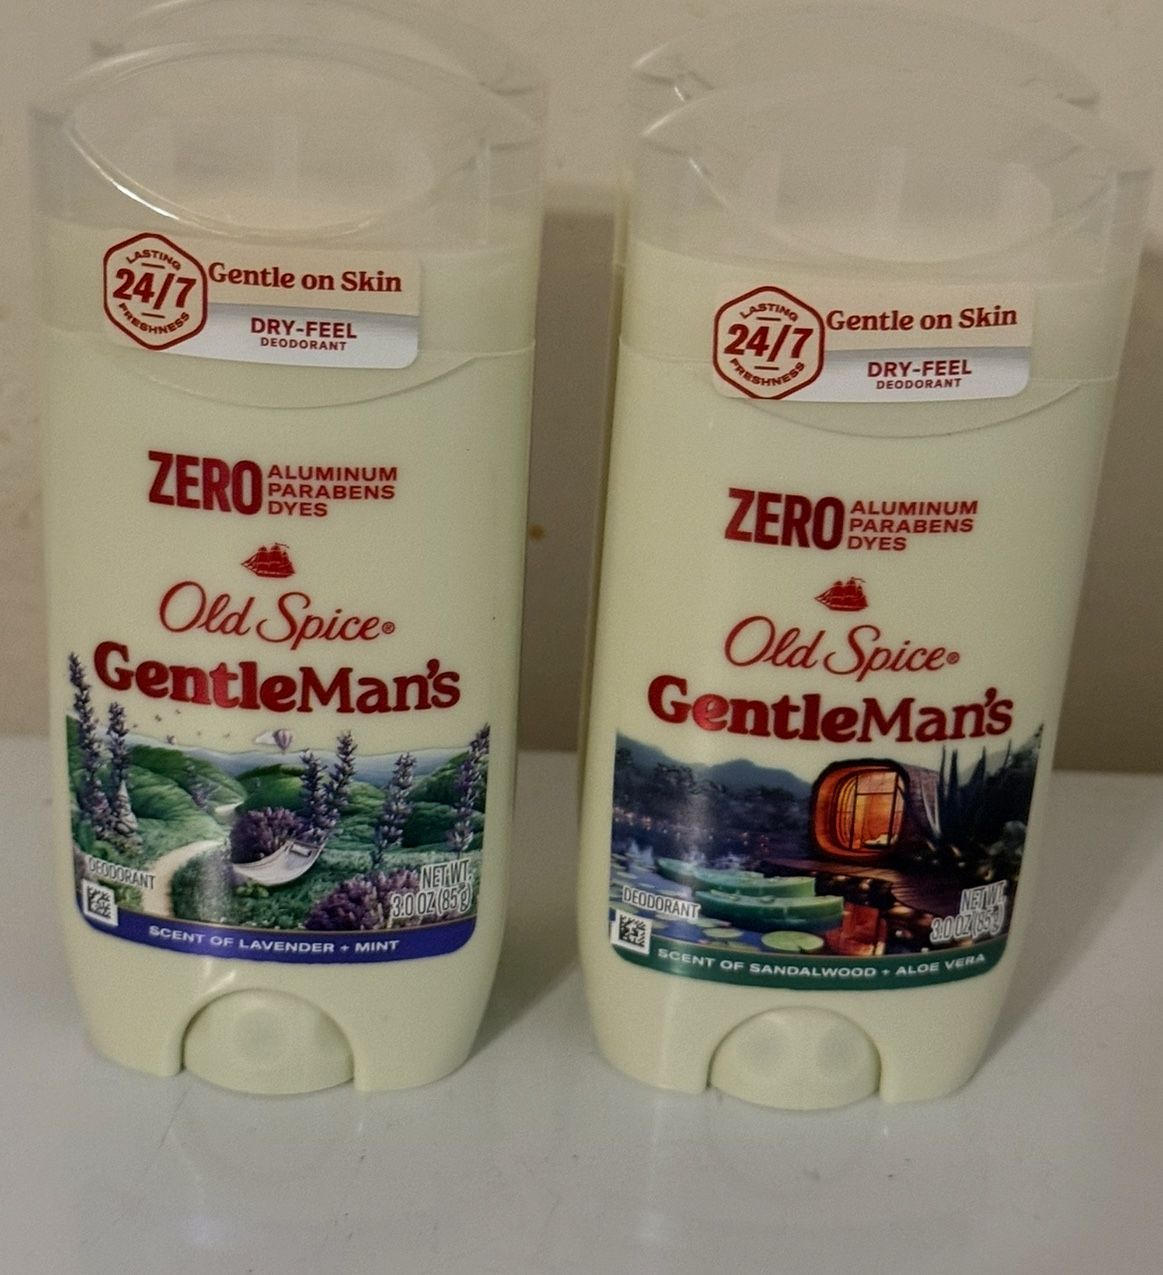 LASTING
24/7
FRESHNESS
Gentle on Skin
DRY-FEEL
DEODORANT
ZERO ALUMINUM
PARABENS
DYES
Old Spice®
GentleMan's
DEODORANT
NET WT.
3.0 OZ (85g)
SCENT OF LAVENDER + MINT
LASTING
24/7
FRESHNESS
Gentle on Skin
DRY-FEEL
DEODORANT
ZERO ALUMINUM
PARABENS
DYES
Old Spice®
GentleMan's
DEODORANT
NET WT.
3.0 OZ (85g)
SCENT OF SANDALWOOD + ALOE VERA